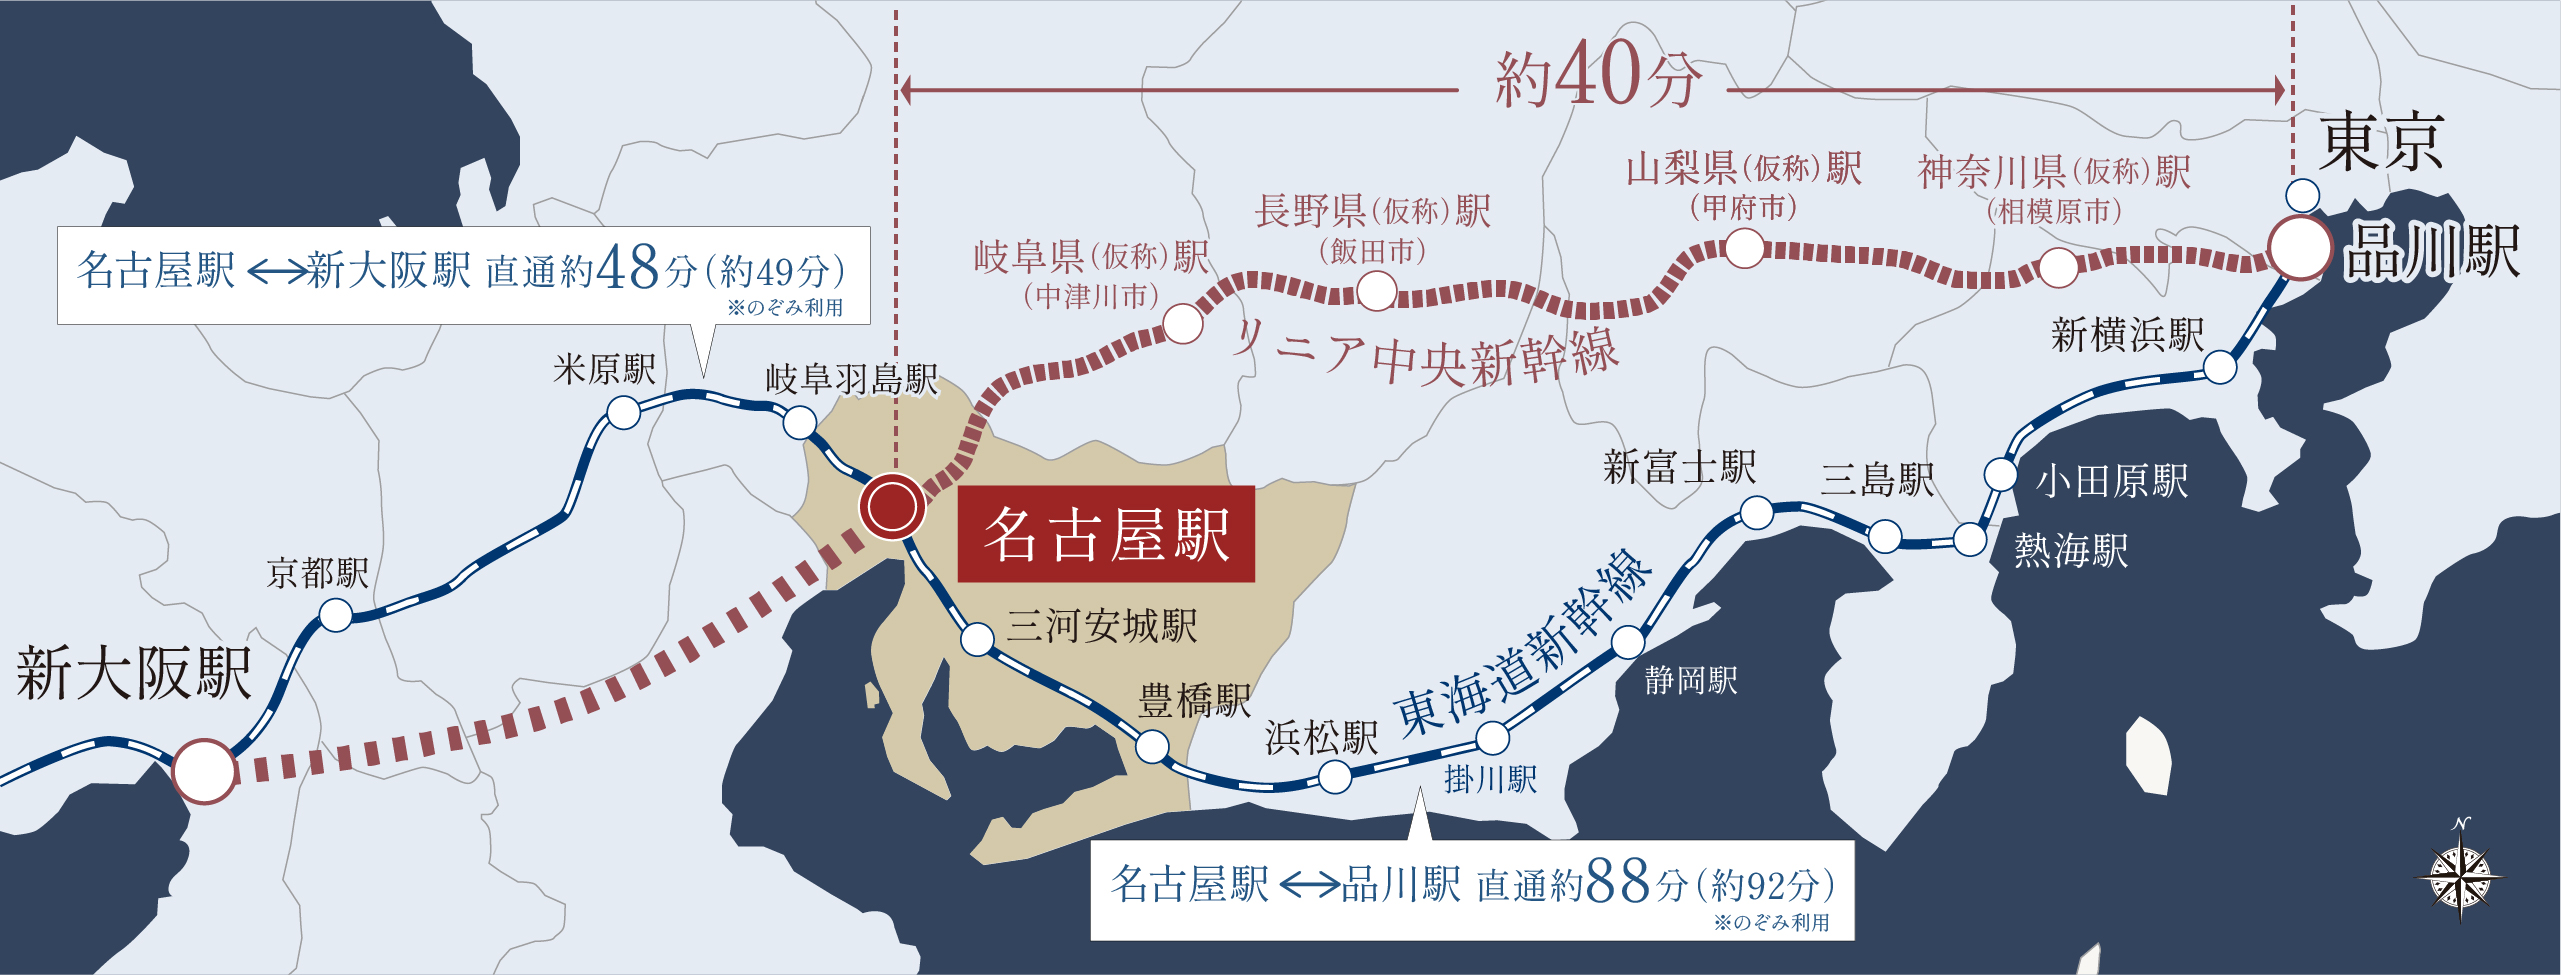 約40分
東京
品川駅
山梨県(仮称)駅
(甲府市)
神奈川県(仮称)駅
(相模原市)
長野県(仮称)駅
(飯田市)
岐阜県(仮称)駅
(中津川市)
名古屋駅⟷新大阪駅 直通約48分(約49分)
※のぞみ利用
リニア中央新幹線
新横浜駅
米原駅
岐阜羽島駅
新富士駅
三島駅
小田原駅
熱海駅
名古屋駅
京都駅
三河安城駅
新大阪駅
東海道新幹線
静岡駅
豊橋駅
浜松駅
掛川駅
名古屋駅⟷品川駅 直通約88分(約92分)
※のぞみ利用
N